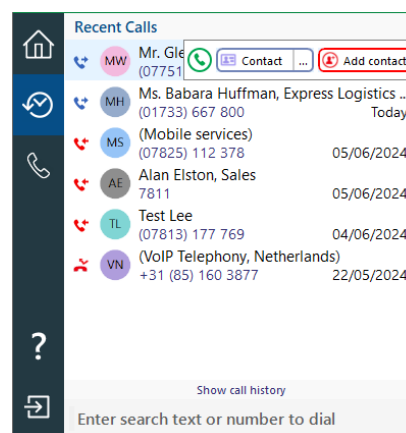 Recent Calls
MW
Mr. Gle
(07751
Contact
...
Add contact
MH
Ms. Babara Huffman, Express Logistics ..
(01733) 667 800
Today
MS
(Mobile services)
(07825) 112 378
05/06/2024
AE
Alan Elston, Sales
7811
05/06/2024
TL
Test Lee
(07813) 177 769
04/06/2024
VN
(VoIP Telephony, Netherlands)
+31 (85) 160 3877
22/05/2024
?
Show call history
Enter search text or number to dial